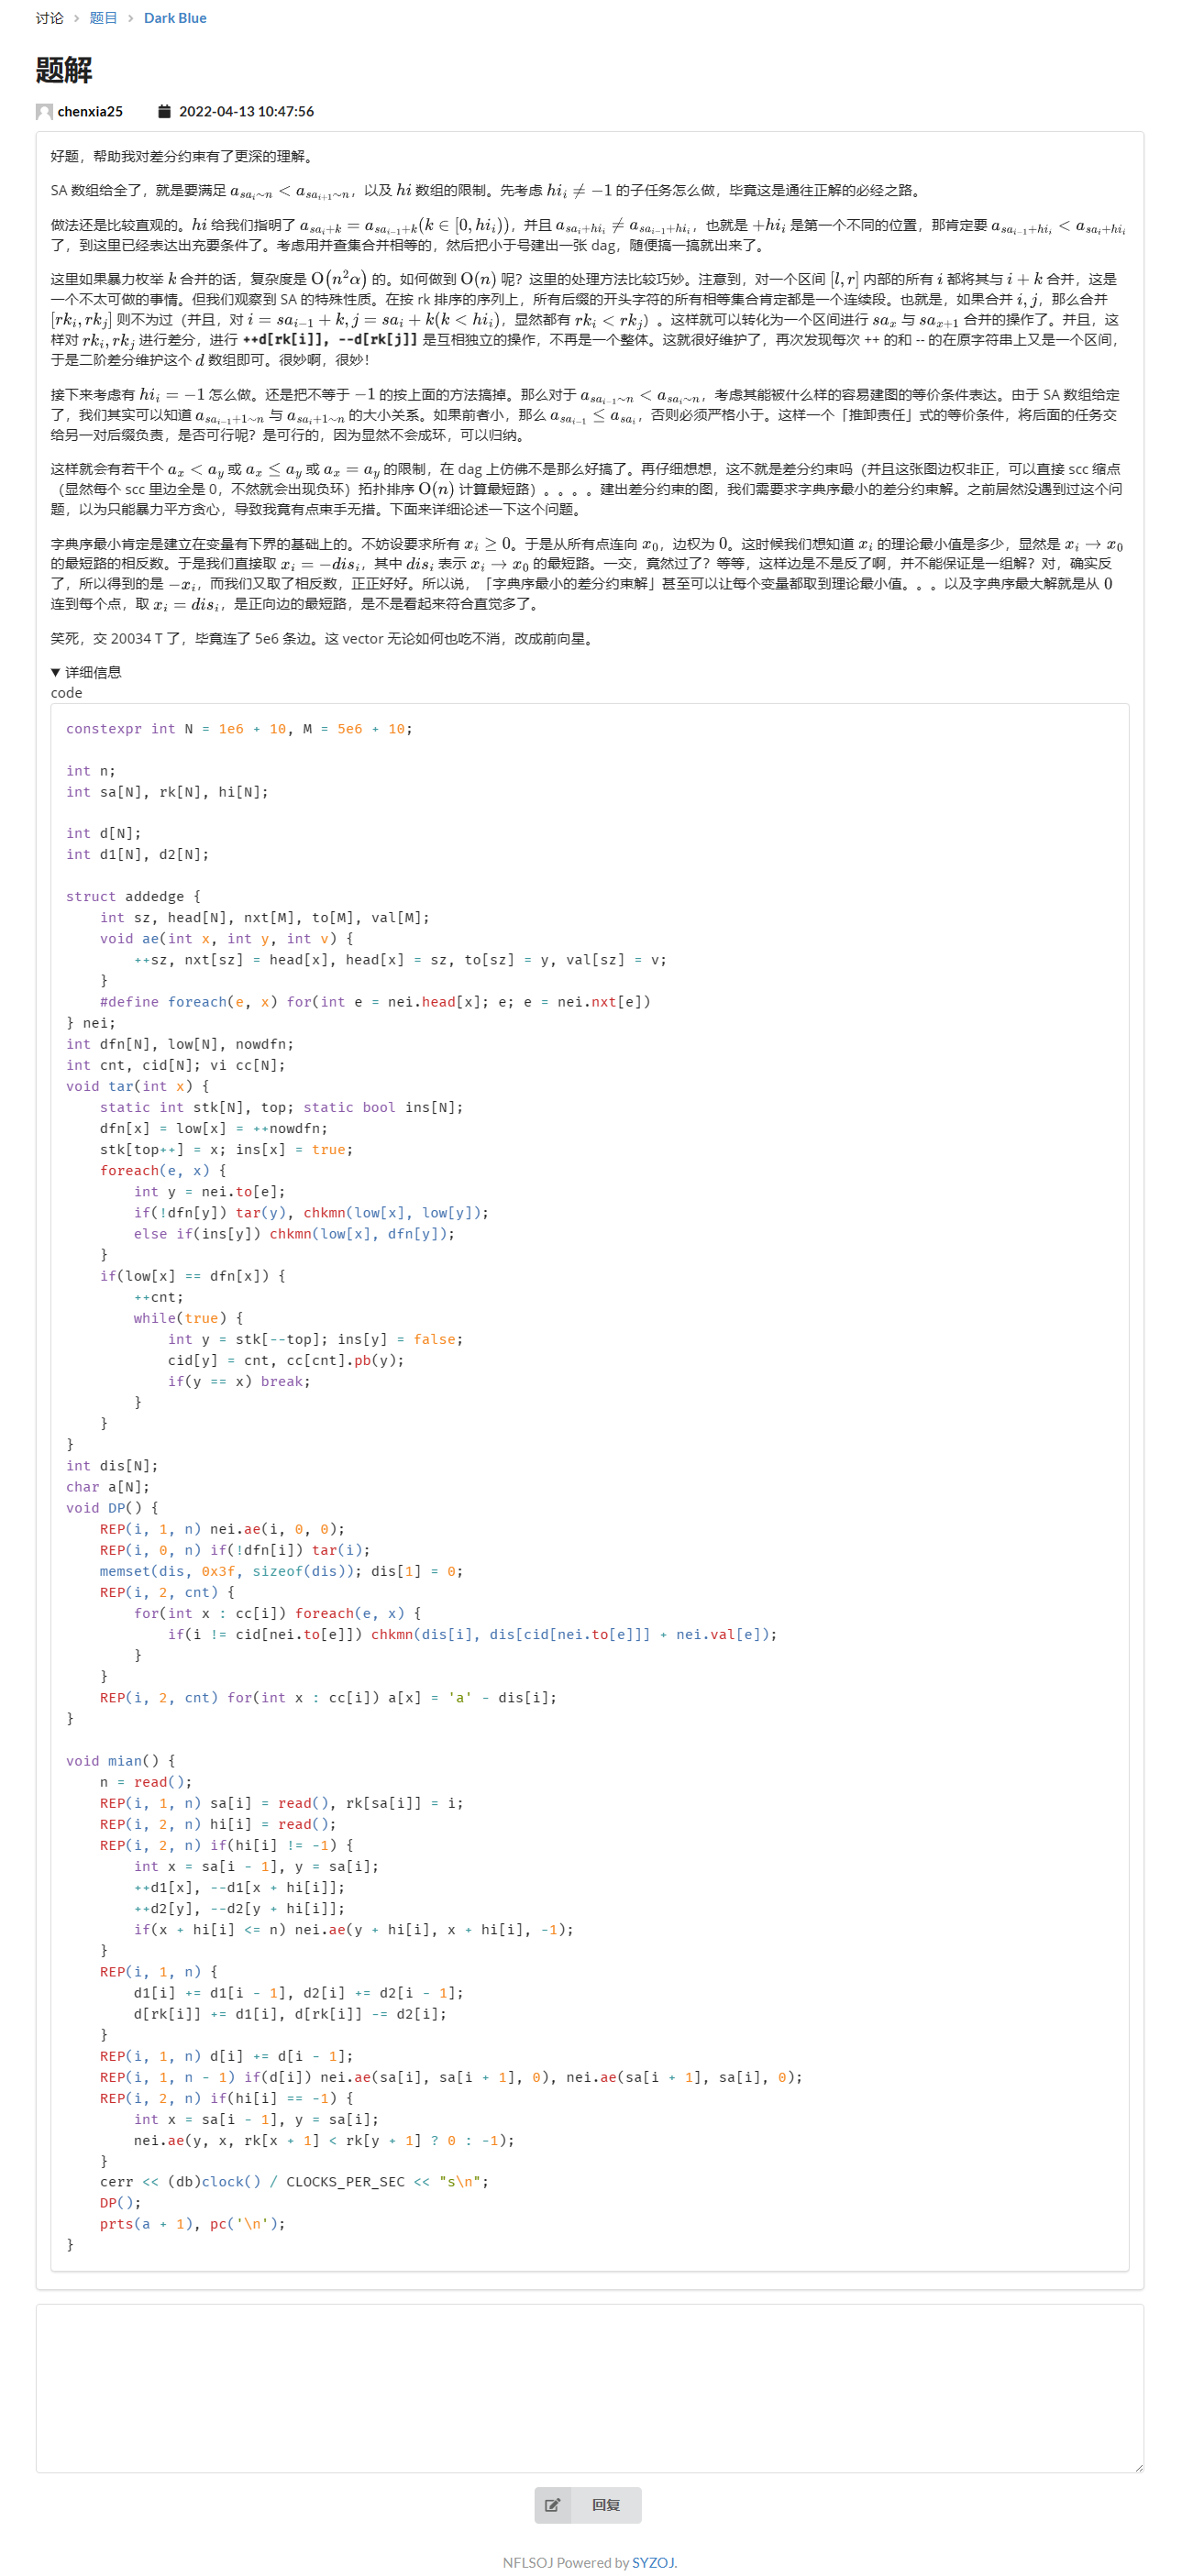 讨论 > 题目 > Dark Blue
题解
chenxia25 2022-04-13 10:47:56
好题，帮助我对差分约束有了更深的理解。
SA 数组给全了，就是要满足 $a_{sa_i\sim n} < a_{sa_{i+1}\sim n}$，以及 $hi$ 数组的限制。先考虑 $hi_i \neq -1$ 的子任务怎么做，毕竟这是通往正解的必经之路。
做法还是比较直观的。$hi$ 给我们指明了 $a_{sa_i+k} = a_{sa_{i-1}+k}(k \in [0, hi_i))$，并且 $a_{sa_i+hi_i} \neq a_{sa_{i-1}+hi_i}$，也就是 $+hi_i$ 是第一个不同的位置，那肯定要 $a_{sa_{i-1}+hi_i} < a_{sa_i+hi_i}$
了，到这里已经表达出充要条件了。考虑用并查集合并相等的，然后把小于号建出一张 dag，随便搞一搞就出来了。
这里如果暴力枚举 $k$ 合并的话，复杂度是 $\mathrm{O}(n^2\alpha)$ 的。如何做到 $\mathrm{O}(n)$ 呢？这里的处理方法比较巧妙。注意到，对一个区间 $[l, r]$ 内部的所有 $i$ 都将其与 $i + k$ 合并，这是
一个不太可做的事情。但我们观察到 SA 的特殊性质。在按 rk 排序的序列上，所有后缀的开头字符的所有相等集合肯定都是一个连续段。也就是，如果合并 $i, j$，那么合并
$[rk_i, rk_j]$ 则不为过（并且，对 $i = sa_{i-1} + k, j = sa_i + k(k < hi_i)$，显然都有 $rk_i < rk_j$）。这样就可以转化为一个区间进行 $sa_x$ 与 $sa_{x+1}$ 合并的操作了。并且，这
样对 $rk_i, rk_j$ 进行差分，进行 ++d[rk[i]], --d[rk[j]] 是互相独立的操作，不再是一个整体。这就很好维护了，再次发现每次 ++ 的和 -- 的在原字符串上又是一个区间，
于是二阶差分维护这个 $d$ 数组即可。很妙啊，很妙！
接下来考虑有 $hi_i = -1$ 怎么做。还是把不等于 $-1$ 的按上面的方法搞掉。那么对于 $a_{sa_{i-1}\sim n} < a_{sa_i\sim n}$，考虑其能被什么样的容易建图的等价条件表达。由于 SA 数组给定
了，我们其实可以知道 $a_{sa_{i-1}+1\sim n}$ 与 $a_{sa_i+1\sim n}$ 的大小关系。如果前者小，那么 $a_{sa_{i-1}} \leq a_{sa_i}$，否则必须严格小于。这样一个「推卸责任」式的等价条件，将后面的任务交
给另一对后缀负责，是否可行呢？是可行的，因为显然不会成环，可以归纳。
这样就会有若干个 $a_x < a_y$ 或 $a_x \leq a_y$ 或 $a_x = a_y$ 的限制，在 dag 上仿佛不是那么好搞了。再仔细想想，这不就是差分约束吗（并且这张图边权非正，可以直接 scc 缩点
（显然每个 scc 里边全是 0，不然就会出现负环）拓扑排序 $\mathrm{O}(n)$ 计算最短路）。。。。建出差分约束的图，我们需要求字典序最小的差分约束解。之前居然没遇到过这个问
题，以为只能暴力平方贪心，导致我竟有点束手无措。下面来详细论述一下这个问题。
字典序最小肯定是建立在变量有下界的基础上的。不妨设要求所有 $x_i \geq 0$。于是从所有点连向 $x_0$，边权为 $0$。这时候我们想知道 $x_i$ 的理论最小值是多少，显然是 $x_i \to x_0$
的最短路的相反数。于是我们直接取 $x_i = -dis_i$，其中 $dis_i$ 表示 $x_i \to x_0$ 的最短路。一交，竟然过了？等等，这样边是不是反了啊，并不能保证是一组解？对，确实反
了，所以得到的是 $-x_i$，而我们又取了相反数，正正好好。所以说，「字典序最小的差分约束解」甚至可以让每个变量都取到理论最小值。。。以及字典序最大解就是从 $0$
连到每个点，取 $x_i = dis_i$，是正向边的最短路，是不是看起来符合直觉多了。
笑死，交 20034 T 了，毕竟连了 5e6 条边。这 vector 无论如何也吃不消，改成前向星。
▼ 详细信息
code
constexpr int N = 1e6 + 10, M = 5e6 + 10;

int n;
int sa[N], rk[N], hi[N];

int d[N];
int d1[N], d2[N];

struct addedge {
    int sz, head[N], nxt[M], to[M], val[M];
    void ae(int x, int y, int v) {
        ++sz, nxt[sz] = head[x], head[x] = sz, to[sz] = y, val[sz] = v;
    }
    #define foreach(e, x) for(int e = nei.head[x]; e; e = nei.nxt[e])
} nei;
int dfn[N], low[N], nowdfn;
int cnt, cid[N]; vi cc[N];
void tar(int x) {
    static int stk[N], top; static bool ins[N];
    dfn[x] = low[x] = ++nowdfn;
    stk[top++] = x; ins[x] = true;
    foreach(e, x) {
        int y = nei.to[e];
        if(!dfn[y]) tar(y), chkmn(low[x], low[y]);
        else if(ins[y]) chkmn(low[x], dfn[y]);
    }
    if(low[x] == dfn[x]) {
        ++cnt;
        while(true) {
            int y = stk[--top]; ins[y] = false;
            cid[y] = cnt, cc[cnt].pb(y);
            if(y == x) break;
        }
    }
}
int dis[N];
char a[N];
void DP() {
    REP(i, 1, n) nei.ae(i, 0, 0);
    REP(i, 0, n) if(!dfn[i]) tar(i);
    memset(dis, 0x3f, sizeof(dis)); dis[1] = 0;
    REP(i, 2, cnt) {
        for(int x : cc[i]) foreach(e, x) {
            if(i != cid[nei.to[e]]) chkmn(dis[i], dis[cid[nei.to[e]]] + nei.val[e]);
        }
    }
    REP(i, 2, cnt) for(int x : cc[i]) a[x] = 'a' - dis[i];
}

void mian() {
    n = read();
    REP(i, 1, n) sa[i] = read(), rk[sa[i]] = i;
    REP(i, 2, n) hi[i] = read();
    REP(i, 2, n) if(hi[i] != -1) {
        int x = sa[i - 1], y = sa[i];
        ++d1[x], --d1[x + hi[i]];
        ++d2[y], --d2[y + hi[i]];
        if(x + hi[i] <= n) nei.ae(y + hi[i], x + hi[i], -1);
    }
    REP(i, 1, n) {
        d1[i] += d1[i - 1], d2[i] += d2[i - 1];
        d[rk[i]] += d1[i], d[rk[i]] -= d2[i];
    }
    REP(i, 1, n) d[i] += d[i - 1];
    REP(i, 1, n - 1) if(d[i]) nei.ae(sa[i], sa[i + 1], 0), nei.ae(sa[i + 1], sa[i], 0);
    REP(i, 2, n) if(hi[i] == -1) {
        int x = sa[i - 1], y = sa[i];
        nei.ae(y, x, rk[x + 1] < rk[y + 1] ? 0 : -1);
    }
    cerr << (db)clock() / CLOCKS_PER_SEC << "s\n";
    DP();
    prts(a + 1), pc('\n');
}
回复
NFLSOJ Powered by SYZOJ.